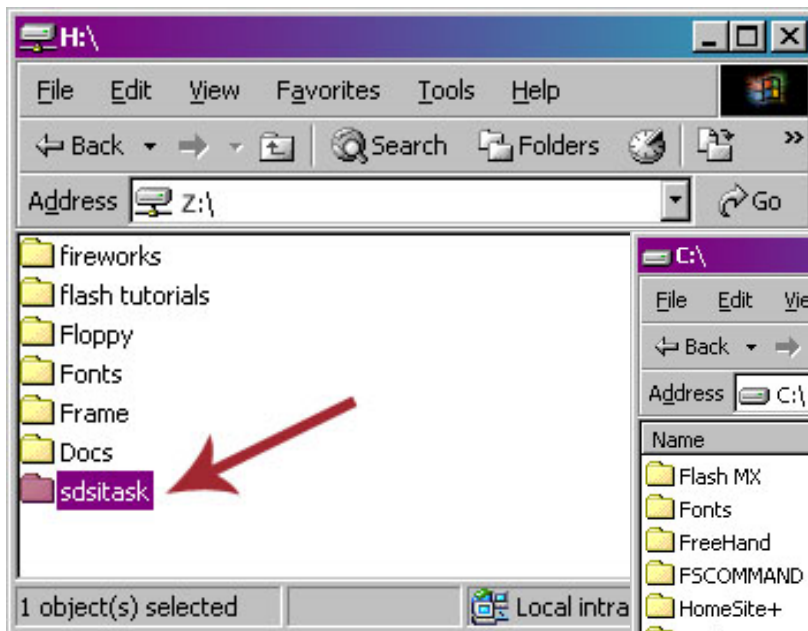 H:\
File Edit View Favorites Tools Help
Back Search Folders »
Address Z:\ Go
fireworks
flash tutorials
Floppy
Fonts
Frame
Docs
sdsitask
1 object(s) selected Local intra
C:\
File Edit Vie
Back
Address C:\
Name
Flash MX
Fonts
FreeHand
FSCOMMAND
HomeSite+